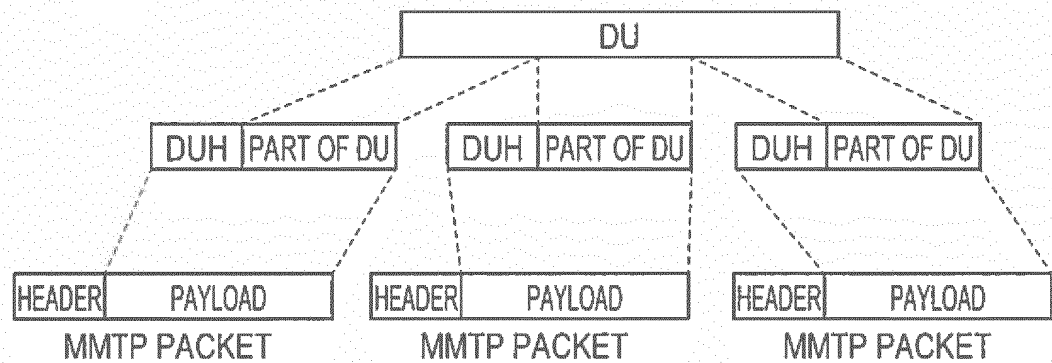 DU
DUH PART OF DU DUH PART OF DU DUH PART OF DU
HEADER PAYLOAD HEADER PAYLOAD HEADER PAYLOAD
MMTP PACKET MMTP PACKET MMTP PACKET